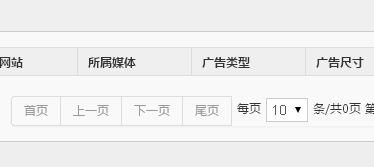 网站 所属媒体 广告类型 广告尺寸
首页 上一页 下一页 尾页 每页 10 条/共0页 第